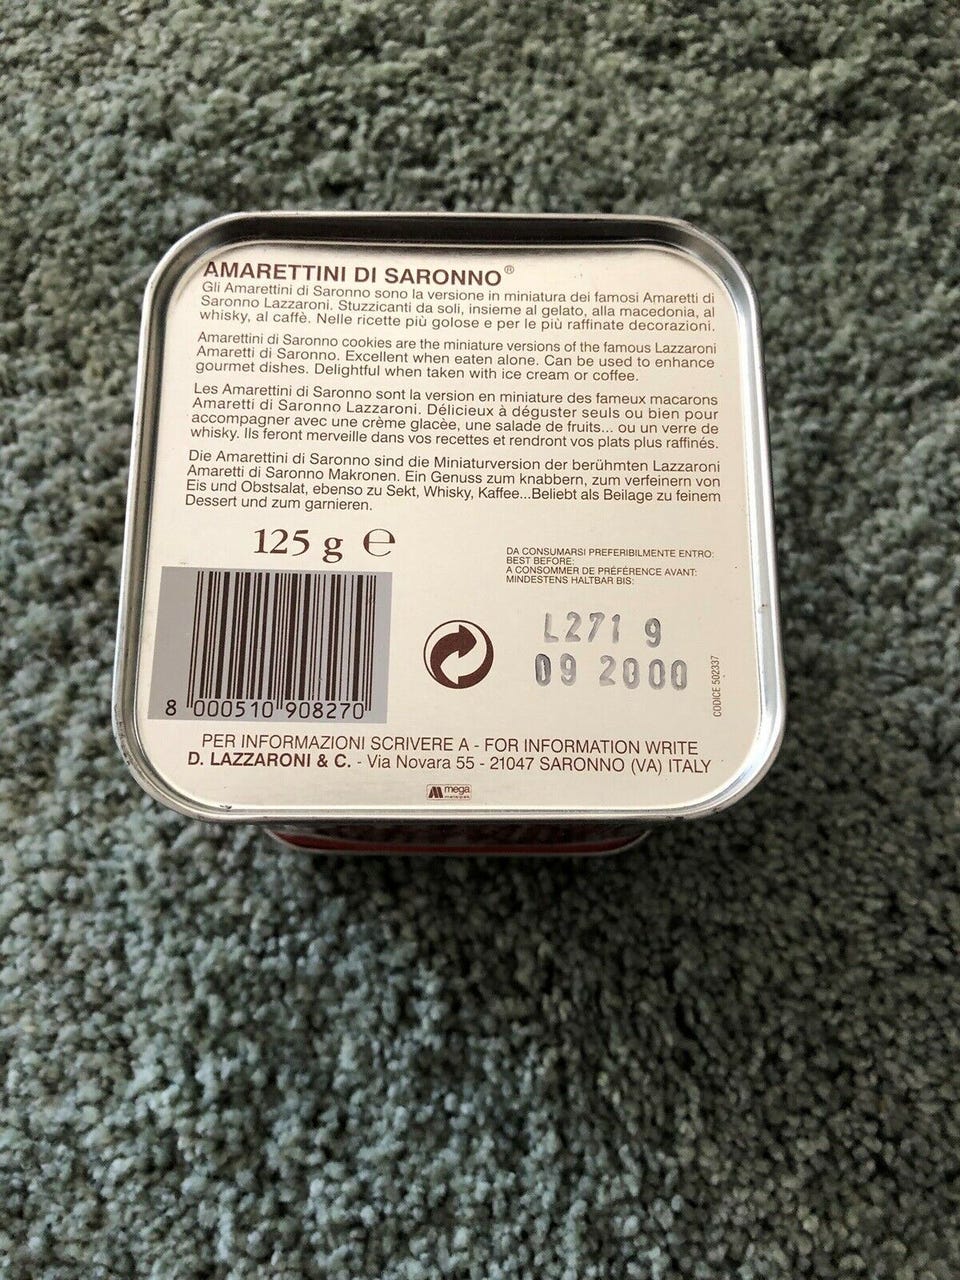 AMARETTINI DI SARONNO®
Gli Amarettini di Saronno sono la versione in miniatura dei famosi Amaretti di
Saronno Lazzaroni. Stuzzicanti da soli, insieme al gelato, alla macedonia, al
whisky, al caffè. Nelle ricette più golose e per le più raffinate decorazioni.
Amarettini di Saronno cookies are the miniature versions of the famous Lazzaroni
Amaretti di Saronno. Excellent when eaten alone. Can be used to enhance
gourmet dishes. Delightful when taken with ice cream or coffee.
Les Amarettini di Saronno sont la version en miniature des fameux macarons
Amaretti di Saronno Lazzaroni. Délicieux à déguster seuls ou bien pour
accompagner avec une crème glacèe, une salade de fruits... ou un verre de
whisky. Ils feront merveille dans vos recettes et rendront vos plats plus raffinés.
Die Amarettini di Saronno sind die Miniaturversion der berühmten Lazzaroni
Amaretti di Saronno Makronen. Ein Genuss zum knabbern, zum verfeinern von
Eis und Obstsalat, ebenso zu Sekt, Whisky, Kaffee...Beliebt als Beilage zu feinem
Dessert und zum garnieren.
125 g ℮
DA CONSUMARSI PREFERIBILMENTE ENTRO:
BEST BEFORE:
A CONSOMMER DE PRÉFÉRENCE AVANT:
MINDESTENS HALTBAR BIS:
L271 9
09 2000
CODICE 502337
8 000510 908270
PER INFORMAZIONI SCRIVERE A - FOR INFORMATION WRITE
D. LAZZARONI & C. - Via Novara 55 - 21047 SARONNO (VA) ITALY
mega